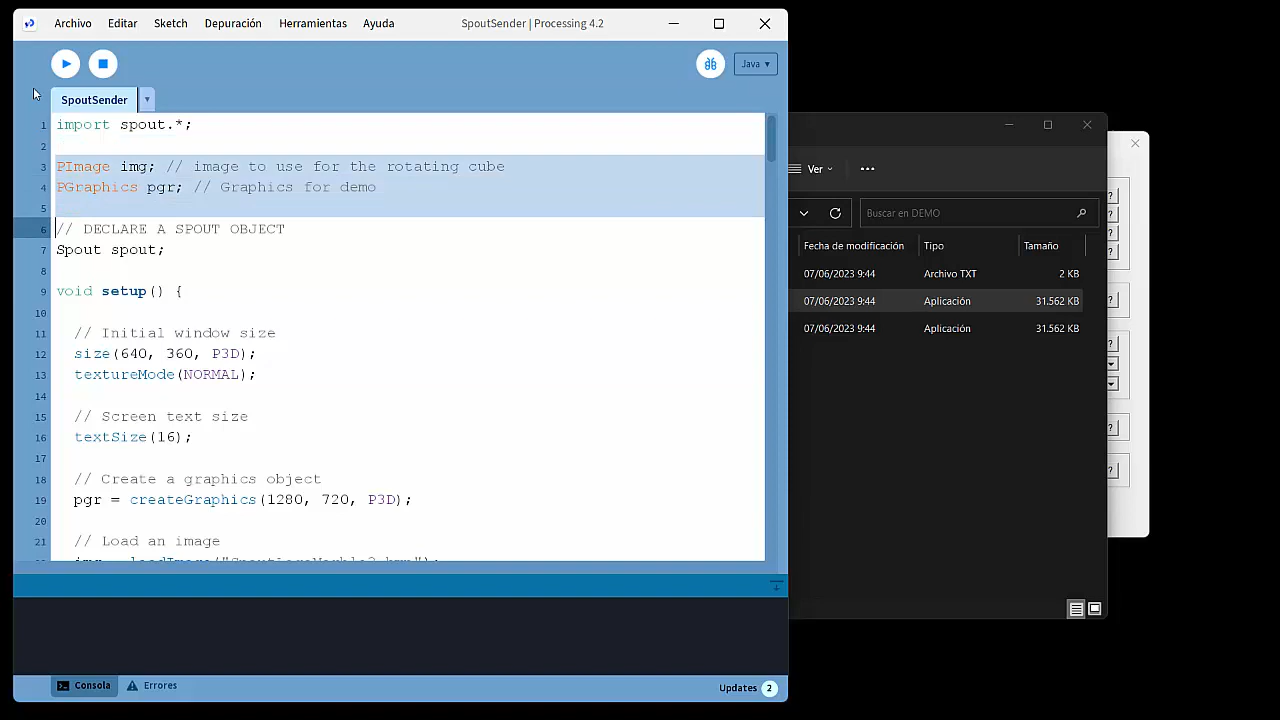 Archivo Editar Sketch Depuración Herramientas Ayuda SpoutSender | Processing 4.2
Java ▾
SpoutSender ▾
1 import spout.*;
2
3 PImage img; // image to use for the rotating cube
4 PGraphics pgr; // Graphics for demo
5
6 // DECLARE A SPOUT OBJECT
7 Spout spout;
8
9 void setup() {
10
11 // Initial window size
12 size(640, 360, P3D);
13 textureMode(NORMAL);
14
15 // Screen text size
16 textSize(16);
17
18 // Create a graphics object
19 pgr = createGraphics(1280, 720, P3D);
20
21 // Load an image
Consola Errores Updates 2
Ver •••
Buscar en DEMO
Fecha de modificación Tipo Tamaño
07/06/2023 9:44 Archivo TXT 2 KB
07/06/2023 9:44 Aplicación 31.562 KB
07/06/2023 9:44 Aplicación 31.562 KB
?
?
?
?
?
?
?
?